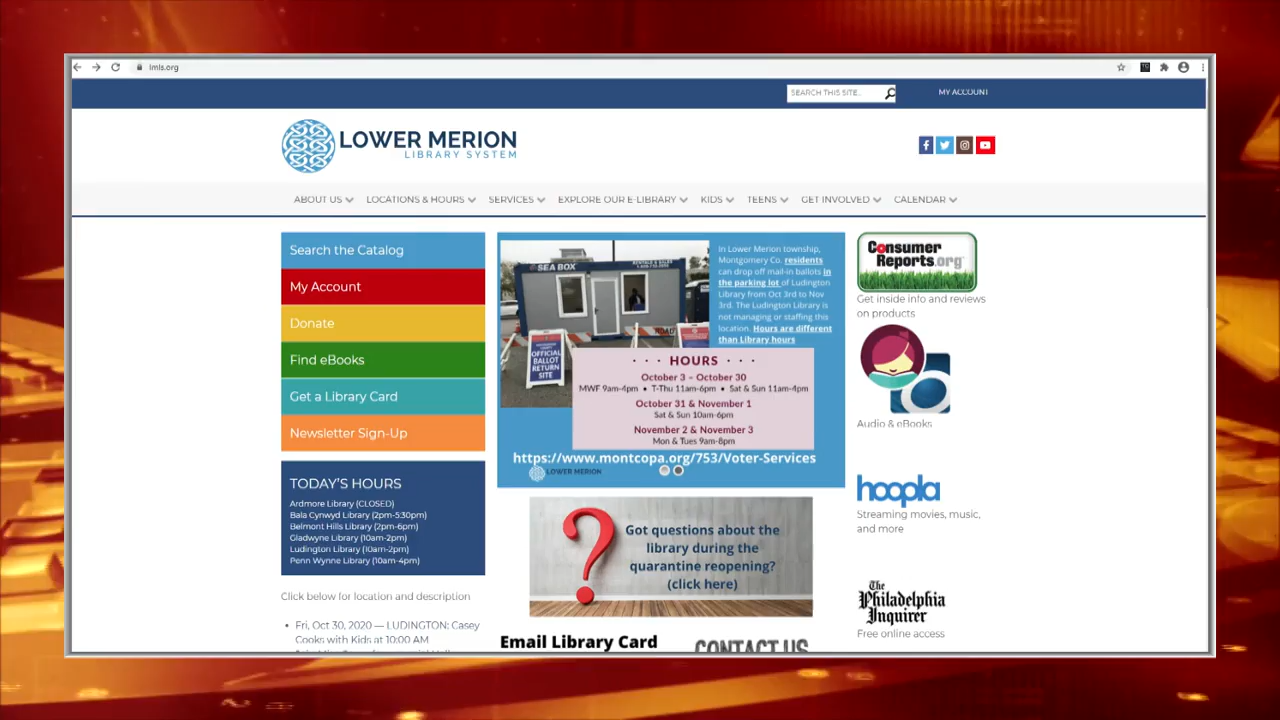 lmls.org
SEARCH THIS SITE..
MY ACCOUNT
LOWER MERION
LIBRARY SYSTEM
ABOUT US
LOCATIONS & HOURS
SERVICES
EXPLORE OUR E-LIBRARY
KIDS
TEENS
GET INVOLVED
CALENDAR
Search the Catalog
My Account
Donate
Find eBooks
Get a Library Card
Newsletter Sign-Up
TODAY'S HOURS
Ardmore Library (CLOSED)
Bala Cynwyd Library (2pm-5:30pm)
Belmont Hills Library (2pm-6pm)
Gladwyne Library (10am-2pm)
Ludington Library (10am-2pm)
Penn Wynne Library (10am-4pm)
Click below for location and description
Fri, Oct 30, 2020 — LUDINGTON: Casey
Cooks with Kids at 10:00 AM
SEA BOX
RENTALS & SALES
OFFICIAL
BALLOT
RETURN
SITE
ROAD
In Lower Merion township,
Montgomery Co. residents
can drop off mail-in ballots in
the parking lot of Ludington
Library from Oct 3rd to Nov
3rd. The Ludington Library is
not managing or staffing this
location. Hours are different
than Library hours
• • • HOURS • • •
October 3 – October 30
MWF 9am-4pm • T-Thu 11am-6pm • Sat & Sun 11am-4pm
October 31 & November 1
Sat & Sun 10am-6pm
November 2 & November 3
Mon & Tues 9am-8pm
https://www.montcopa.org/753/Voter-Services
LOWER MERION
?
Got questions about the
library during the
quarantine reopening?
(click here)
Email Library Card
CONTACT US
Consumer
Reports.org
Get inside info and reviews
on products
Audio & eBooks
hoopla
Streaming movies, music,
and more
The
Philadelphia
Inquirer
Free online access